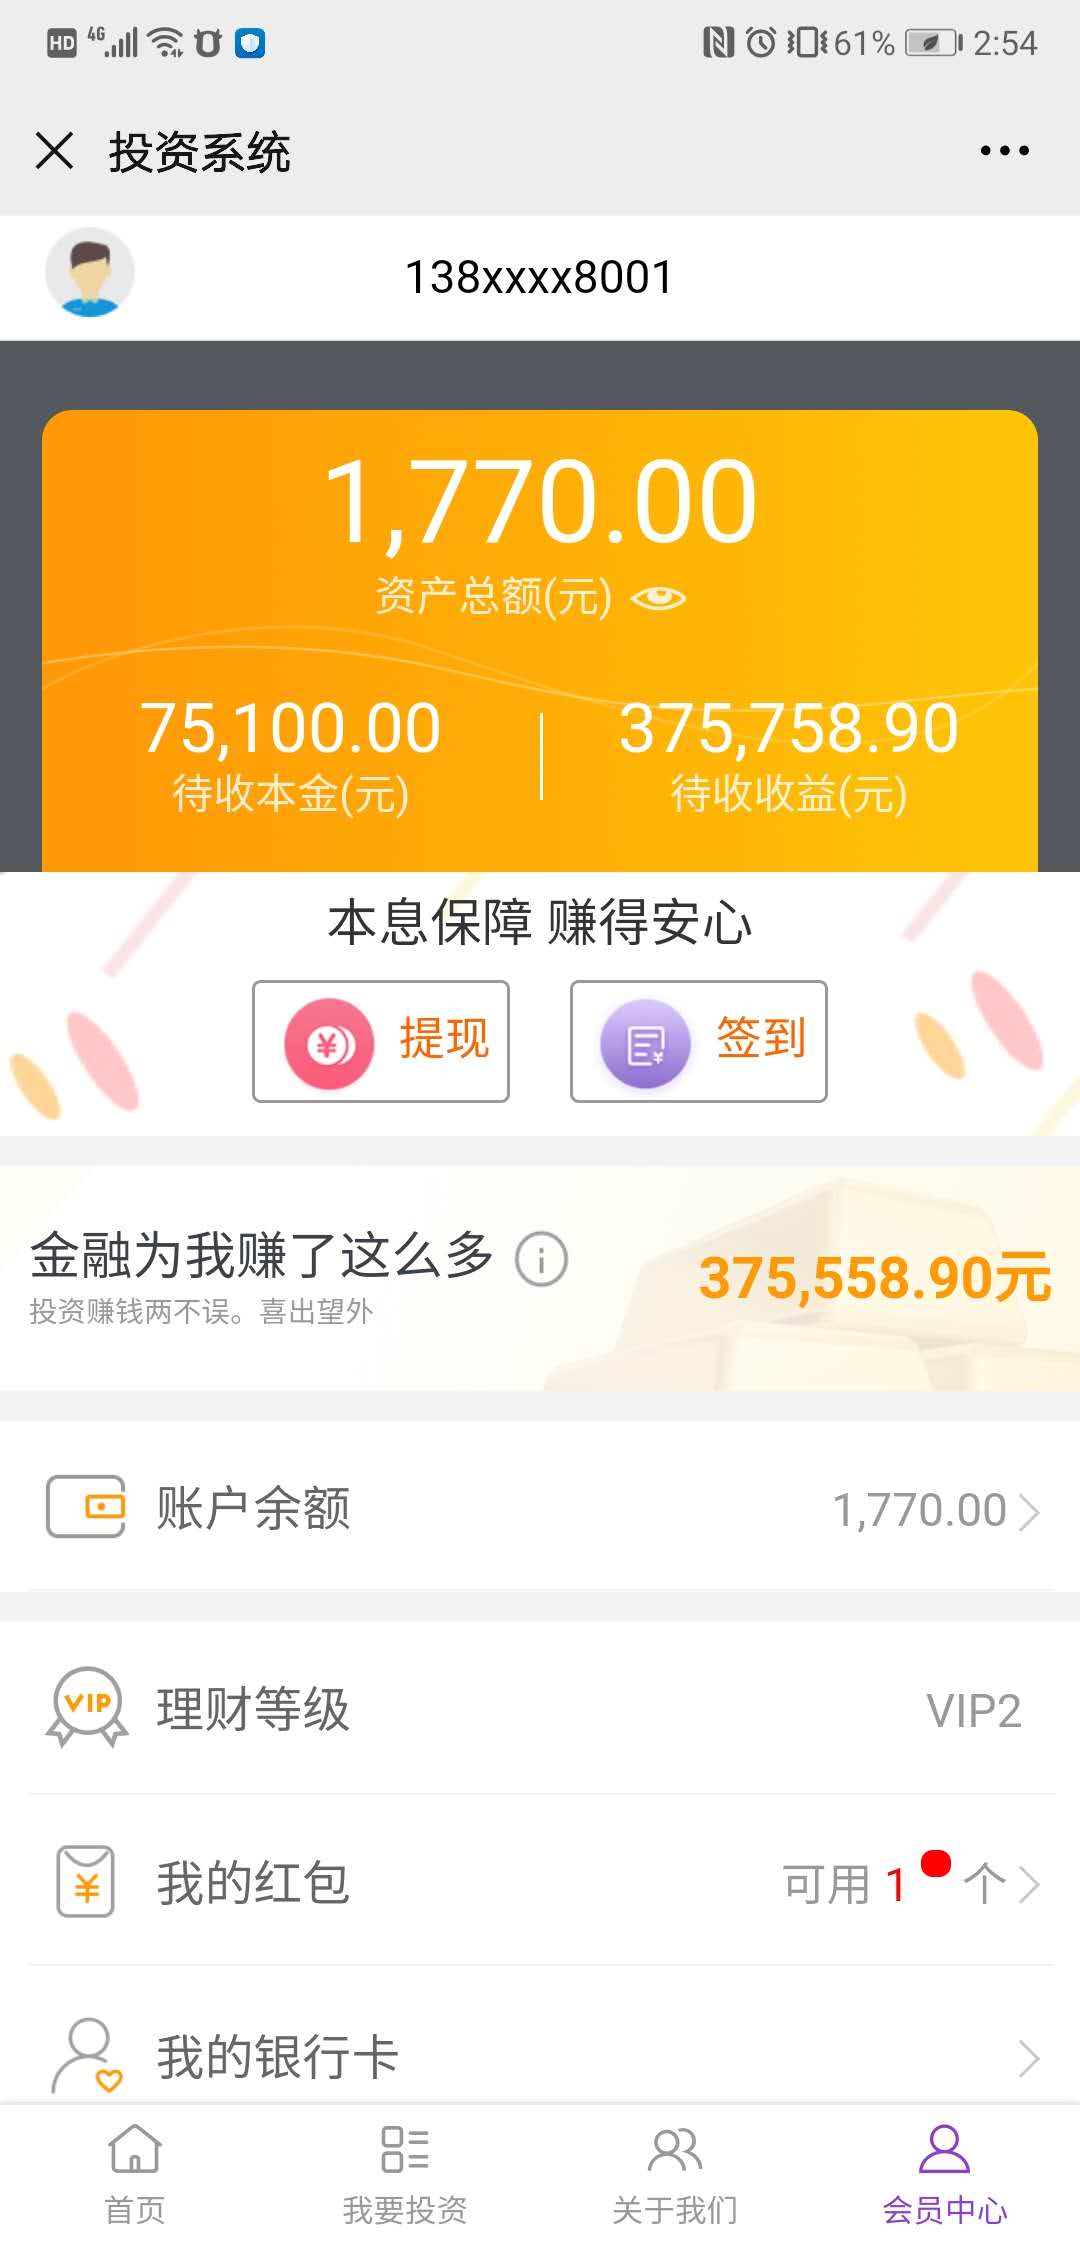 HD 4G 61% 2:54
投资系统
138xxxx8001
1,770.00
资产总额(元)
75,100.00 375,758.90
待收本金(元) 待收收益(元)
本息保障 赚得安心
提现 签到
金融为我赚了这么多 375,558.90元
投资赚钱两不误。喜出望外
账户余额 1,770.00
VIP 理财等级 VIP2
¥ 我的红包 可用 1 个
我的银行卡
首页 我要投资 关于我们 会员中心